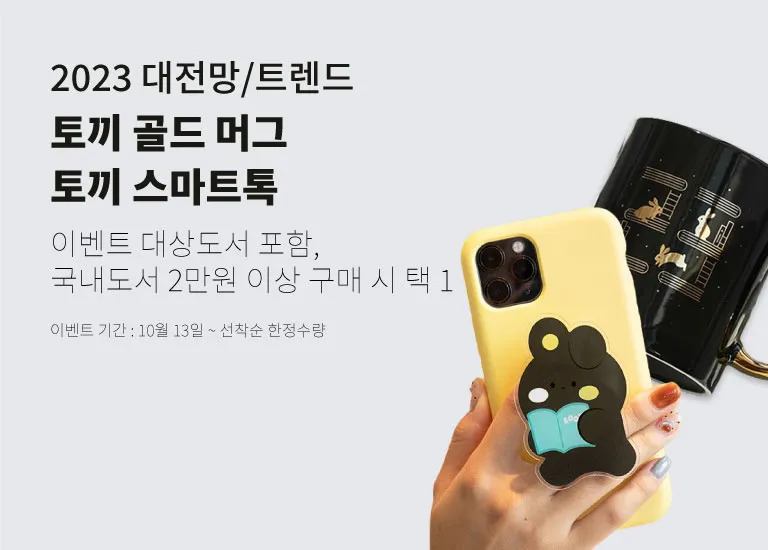 2023 대전망/트렌드
토끼 골드 머그
토끼 스마트톡
이벤트 대상도서 포함,
국내도서 2만원 이상 구매 시 택 1
이벤트 기간 : 10월 13일 ~ 선착순 한정수량